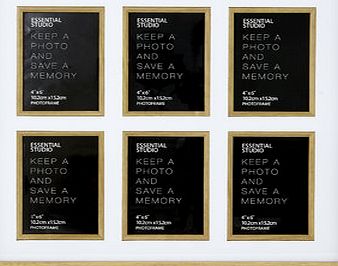 ESSENTIAL
STUDIO
KEEP A
PHOTO
AND
SAVE A
MEMORY
4"x6"
10.2cm x15.2cm
PHOTOFRAME
ESSENTIAL
STUDIO
KEEP A
PHOTO
AND
SAVE A
MEMORY
4"x6"
10.2cm x15.2cm
PHOTOFRAME
ESSENTIAL
STUDIO
KEEP A
PHOTO
AND
SAVE A
MEMORY
4"x6"
10.2cm x15.2cm
PHOTOFRAME
ESSENTIAL
STUDIO
KEEP A
PHOTO
AND
SAVE A
MEMORY
4"x6"
10.2cm x15.2cm
PHOTOFRAME
ESSENTIAL
STUDIO
KEEP A
PHOTO
AND
SAVE A
MEMORY
4"x6"
10.2cm x15.2cm
PHOTOFRAME
ESSENTIAL
STUDIO
KEEP A
PHOTO
AND
SAVE A
MEMORY
4"x6"
10.2cm x15.2cm
PHOTOFRAME